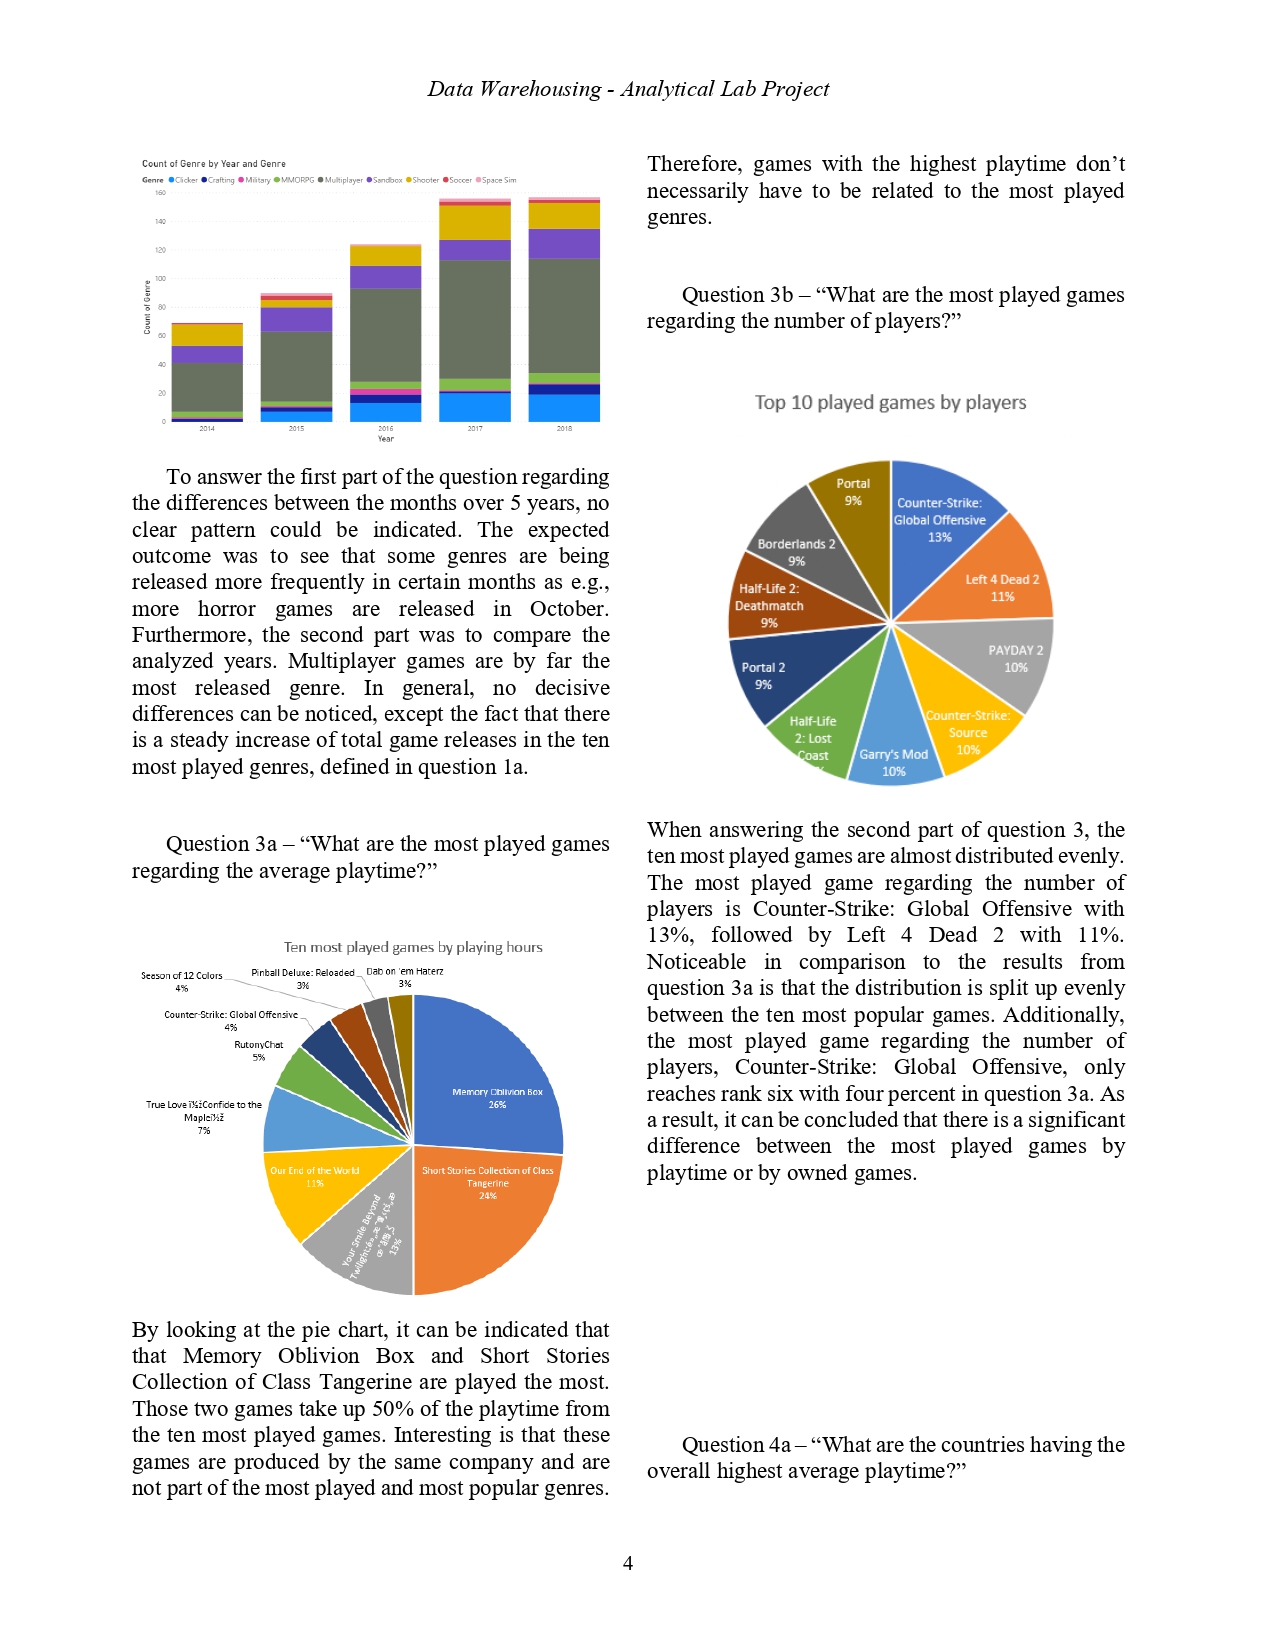 Data Warehousing - Analytical Lab Project
Count of Genre by Year and Genre
Genre Clicker Crafting Military MMORPG Multiplayer Sandbox Shooter Soccer Space Sim
160
140
120
100
80
60
40
20
0
Count of Genre
2014 2015 2016 2017 2018
Year
To answer the first part of the question regarding
the differences between the months over 5 years, no
clear pattern could be indicated. The expected
outcome was to see that some genres are being
released more frequently in certain months as e.g.,
more horror games are released in October.
Furthermore, the second part was to compare the
analyzed years. Multiplayer games are by far the
most released genre. In general, no decisive
differences can be noticed, except the fact that there
is a steady increase of total game releases in the ten
most played genres, defined in question 1a.
Question 3a – “What are the most played games
regarding the average playtime?”
Ten most played games by playing hours
Season of 12 Colors
4%
Pinball Deluxe: Reloaded
3%
Dab on 'em Haterz
3%
Counter-Strike: Global Offensive
4%
RutonyChat
5%
True Love ï½žConfide to the
Mapleï½ž
7%
Memory Oblivion Box
26%
Our End of the World
11%
Short Stories Collection of Class
Tangerine
24%
Your Smile Beyond
13%
By looking at the pie chart, it can be indicated that
that Memory Oblivion Box and Short Stories
Collection of Class Tangerine are played the most.
Those two games take up 50% of the playtime from
the ten most played games. Interesting is that these
games are produced by the same company and are
not part of the most played and most popular genres.
Therefore, games with the highest playtime don’t
necessarily have to be related to the most played
genres.
Question 3b – “What are the most played games
regarding the number of players?”
Top 10 played games by players
Portal
9%
Counter-Strike:
Global Offensive
13%
Borderlands 2
9%
Left 4 Dead 2
11%
Half-Life 2:
Deathmatch
9%
PAYDAY 2
10%
Portal 2
9%
Counter-Strike:
Source
10%
Half-Life
2: Lost
Coast
Garry's Mod
10%
When answering the second part of question 3, the
ten most played games are almost distributed evenly.
The most played game regarding the number of
players is Counter-Strike: Global Offensive with
13%, followed by Left 4 Dead 2 with 11%.
Noticeable in comparison to the results from
question 3a is that the distribution is split up evenly
between the ten most popular games. Additionally,
the most played game regarding the number of
players, Counter-Strike: Global Offensive, only
reaches rank six with four percent in question 3a. As
a result, it can be concluded that there is a significant
difference between the most played games by
playtime or by owned games.
Question 4a – “What are the countries having the
overall highest average playtime?”
4